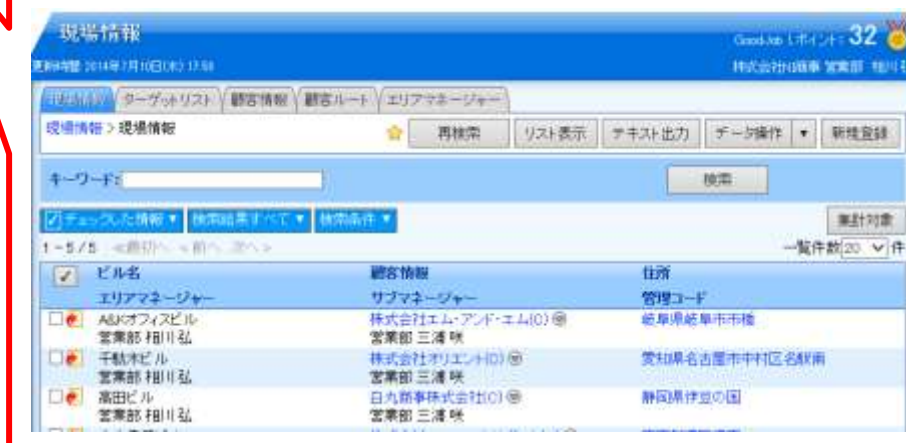 現場情報
GoodJob!ポイント: 32
更新時間 2014年7月10日(木) 17:50
株式会社NI商事 営業部 相川
現場情報 ターゲットリスト 顧客情報 顧客ルート エリアマネージャー
現場情報 > 現場情報
再検索 リスト表示 テキスト出力 データ操作 ▼ 新規登録
キーワード: 検索
チェックした情報▼ 検索結果すべて▼ 検索条件▼ 集計対象
1-5/5 ≪最初へ <前へ 次へ> 一覧件数 20 件
ビル名 顧客情報 住所
エリアマネージャー サブマネージャー 管理コード
A&Kオフィスビル 株式会社エム・アンド・エム(O) 岐阜県岐阜市市橋
営業部 相川 弘 営業部 三浦 咲
千駄木ビル 株式会社オリエント(O) 愛知県名古屋市中村区名駅南
営業部 相川 弘 営業部 三浦 咲
高田ビル 日九商事株式会社(O) 静岡県伊豆の国
営業部 相川 弘 営業部 三浦 咲